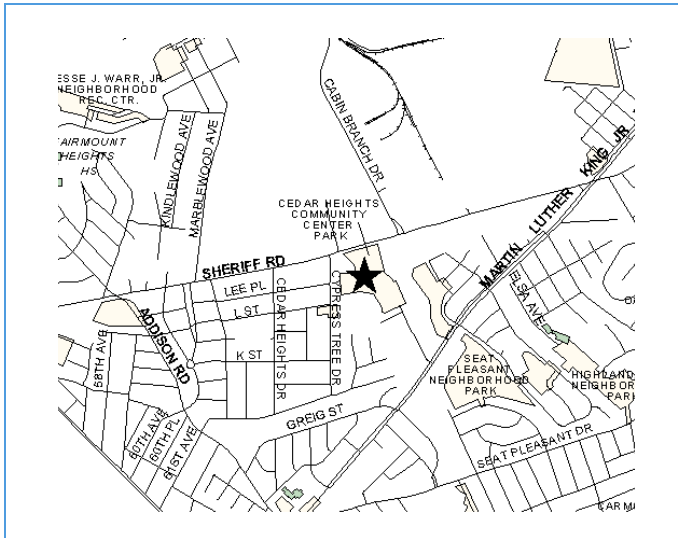 ESSE J. WARR, JR.
NEIGHBORHOOD
REC. CTR.
FAIRMOUNT
HEIGHTS
HS
KINDLEWOOD AVE
MARBLEWOOD AVE
CABIN BRANCH DR
CEDAR HEIGHTS
COMMUNITY
CENTER
PARK
MARTIN LUTHER KING JR
SHERIFF RD
LEE PL
L ST
K ST
ADDISON RD
CEDAR HEIGHTS DR
CYPRESS TREE DR
ELSA AVE
68TH AVE
60TH AVE
60TH PL
61ST AVE
GREIG ST
SEAT
PLEASANT
NEIGHBORHOOD
PARK
HIGHLAND
NEIGHBOR
PARK
SEAT PLEASANT DR
CARM